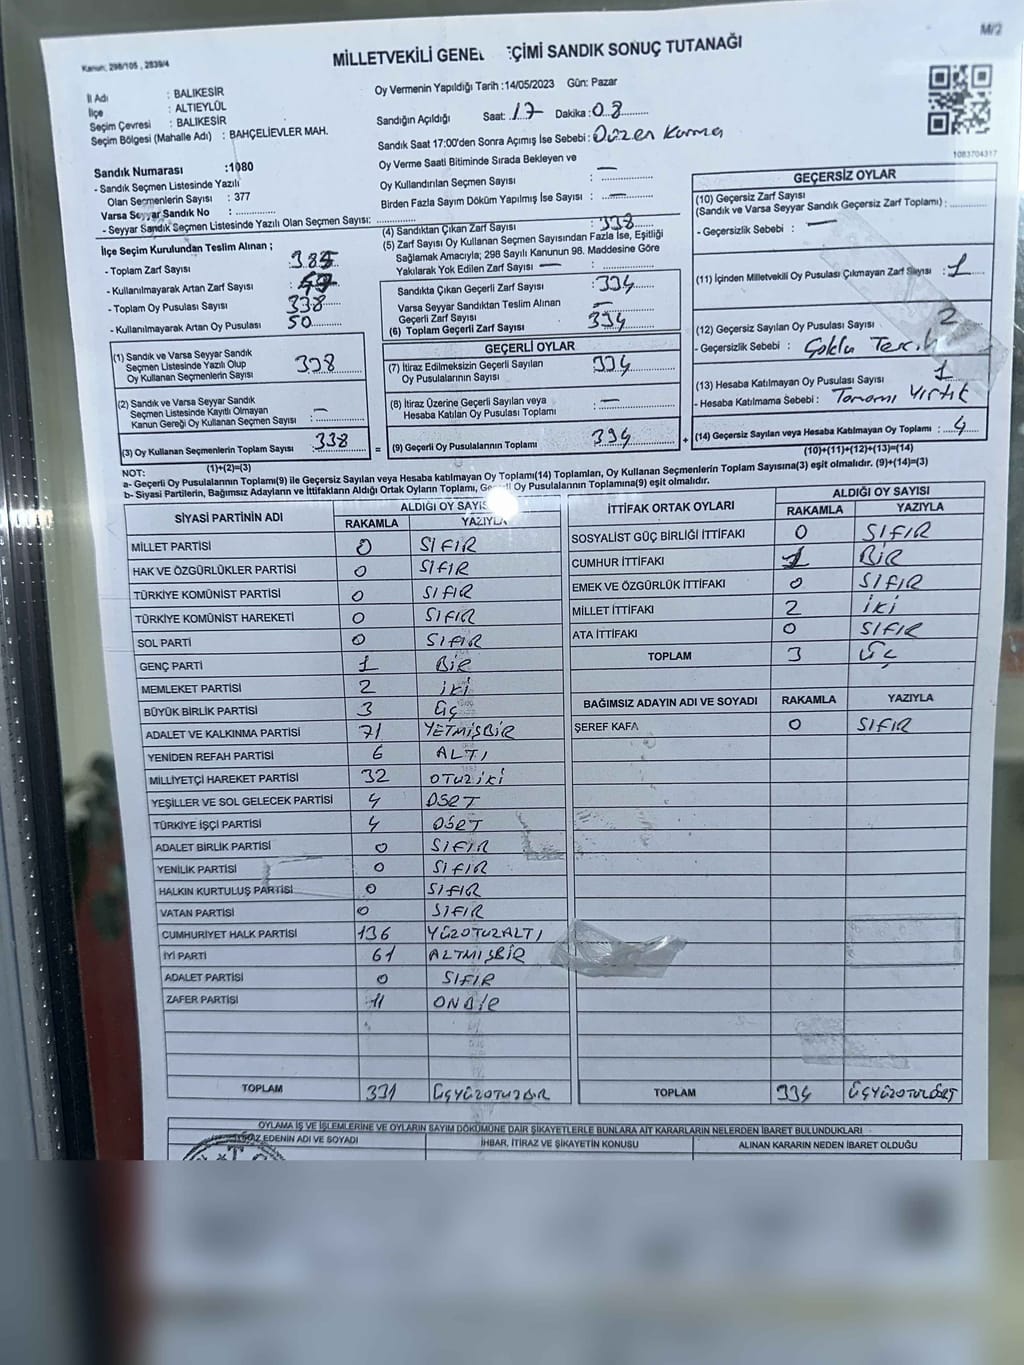 Kanun: 298/105 , 2839/4
M/2
MİLLETVEKİLİ GENEL EÇİMİ SANDIK SONUÇ TUTANAĞI
İl Adı : BALIKESİR
İlçe : ALTIEYLÜL
Seçim Çevresi : BALIKESİR
Seçim Bölgesi (Mahalle Adı) : BAHÇELİEVLER MAH.
Oy Vermenin Yapıldığı Tarih :14/05/2023 Gün: Pazar
Sandığın Açıldığı Saat: 17 Dakika: 08
Sandık Saat 17:00'den Sonra Açımış İse Sebebi : Düzen Kurma
1083704317
Sandık Numarası :1080
- Sandık Seçmen Listesinde Yazılı
Olan Seçmenlerin Sayısı : 377
Varsa Seyyar Sandık No :
- Seyyar Sandık Seçmen Listesinde Yazılı Olan Seçmen Sayısı:
Oy Verme Saati Bitiminde Sırada Bekleyen ve
Oy Kullandırılan Seçmen Sayısı : —
Birden Fazla Sayım Döküm Yapılmış İse Sayısı : —
(4) Sandıktan Çıkan Zarf Sayısı : 338
(5) Zarf Sayısı Oy Kullanan Seçmen Sayısından Fazla İse, Eşitliği
Sağlamak Amacıyla; 298 Sayılı Kanunun 98. Maddesine Göre
Yakılarak Yok Edilen Zarf Sayısı — :
İlçe Seçim Kurulundan Teslim Alınan ;
- Toplam Zarf Sayısı :
- Kullanılmayarak Artan Zarf Sayısı :
- Toplam Oy Pusulası Sayısı : 338
- Kullanılmayarak Artan Oy Pusulası : 50
Sandıkta Çıkan Geçerli Zarf Sayısı : 334
Varsa Seyyar Sandıktan Teslim Alınan
Geçerli Zarf Sayısı : —
(6) Toplam Geçerli Zarf Sayısı : 334
GEÇERSİZ OYLAR
(10) Geçersiz Zarf Sayısı
(Sandık ve Varsa Seyyar Sandık Geçersiz Zarf Toplamı) :
- Geçersizlik Sebebi : —
(11) İçinden Milletvekili Oy Pusulası Çıkmayan Zarf Sayısı : 1
(12) Geçersiz Sayılan Oy Pusulası Sayısı : 2
- Geçersizlik Sebebi : Çoklu Tercih
(13) Hesaba Katılmayan Oy Pusulası Sayısı : 1
- Hesaba Katılmama Sebebi : Tamamı Yırtık
(14) Geçersiz Sayılan veya Hesaba Katılmayan Oy Toplamı : 4
(10)+(11)+(12)+(13)=(14)
(1) Sandık ve Varsa Seyyar Sandık
Seçmen Listesinde Yazılı Olup
Oy Kullanan Seçmenlerin Sayısı : 338
(2) Sandık ve Varsa Seyyar Sandık
Seçmen Listesinde Kayıtlı Olmayan
Kanun Gereği Oy Kullanan Seçmen Sayısı : —
(3) Oy Kullanan Seçmenlerin Toplam Sayısı : 338
(1)+(2)=(3)
GEÇERLİ OYLAR
(7) İtiraz Edilmeksizin Geçerli Sayılan
Oy Pusulalarının Sayısı : 334
(8) İtiraz Üzerine Geçerli Sayılan veya
Hesaba Katılan Oy Pusulası Toplamı : —
= (9) Geçerli Oy Pusulalarının Toplamı : 334 +
NOT:
a- Geçerli Oy Pusulalarının Toplamı(9) ile Geçersiz Sayılan veya Hesaba katılmayan Oy Toplamı(14) Toplamları, Oy Kullanan Seçmenlerin Toplam Sayısına(3) eşit olmalıdır. (9)+(14)=(3)
b- Siyasi Partilerin, Bağımsız Adayların ve İttifakların Aldığı Ortak Oyların Toplamı, Geçerli Oy Pusulalarının Toplamına(9) eşit olmalıdır.
SİYASİ PARTİNİN ADI ALDIĞI OY SAYISI
RAKAMLA YAZIYLA
MİLLET PARTİSİ 0 SIFIR
HAK VE ÖZGÜRLÜKLER PARTİSİ 0 SIFIR
TÜRKİYE KOMÜNİST PARTİSİ 0 SIFIR
TÜRKİYE KOMÜNİST HAREKETİ 0 SIFIR
SOL PARTİ 0 SIFIR
GENÇ PARTİ 1 BİR
MEMLEKET PARTİSİ 2 İKİ
BÜYÜK BİRLİK PARTİSİ 3 ÜÇ
ADALET VE KALKINMA PARTİSİ 71 YETMİŞBİR
YENİDEN REFAH PARTİSİ 6 ALTI
MİLLİYETÇİ HAREKET PARTİSİ 32 OTUZİKİ
YEŞİLLER VE SOL GELECEK PARTİSİ 4 DÖRT
TÜRKİYE İŞÇİ PARTİSİ 4 DÖRT
ADALET BİRLİK PARTİSİ 0 SIFIR
YENİLİK PARTİSİ 0 SIFIR
HALKIN KURTULUŞ PARTİSİ 0 SIFIR
VATAN PARTİSİ 0 SIFIR
CUMHURİYET HALK PARTİSİ 136 YÜZOTUZALTI
İYİ PARTİ 61 ALTMIŞBİR
ADALET PARTİSİ 0 SIFIR
ZAFER PARTİSİ 11 ONBİR
TOPLAM 331 ÜÇYÜZOTUZBİR
İTTİFAK ORTAK OYLARI ALDIĞI OY SAYISI
RAKAMLA YAZIYLA
SOSYALİST GÜÇ BİRLİĞİ İTTİFAKI 0 SIFIR
CUMHUR İTTİFAKI 1 BİR
EMEK VE ÖZGÜRLÜK İTTİFAKI 0 SIFIR
MİLLET İTTİFAKI 2 İKİ
ATA İTTİFAKI 0 SIFIR
TOPLAM 3 ÜÇ
BAĞIMSIZ ADAYIN ADI VE SOYADI RAKAMLA YAZIYLA
ŞEREF KAFA 0 SIFIR
TOPLAM 334 ÜÇYÜZOTUZDÖRT
OYLAMA İŞ VE İŞLEMLERİNE VE OYLARIN SAYIM DÖKÜMÜNE DAİR ŞİKAYETLERLE BUNLARA AİT KARARLARIN NELERDEN İBARET BULUNDUKLARI
EDENİN ADI VE SOYADI İHBAR, İTİRAZ VE ŞİKAYETİN KONUSU ALINAN KARARIN NEDEN İBARET OLDUĞU